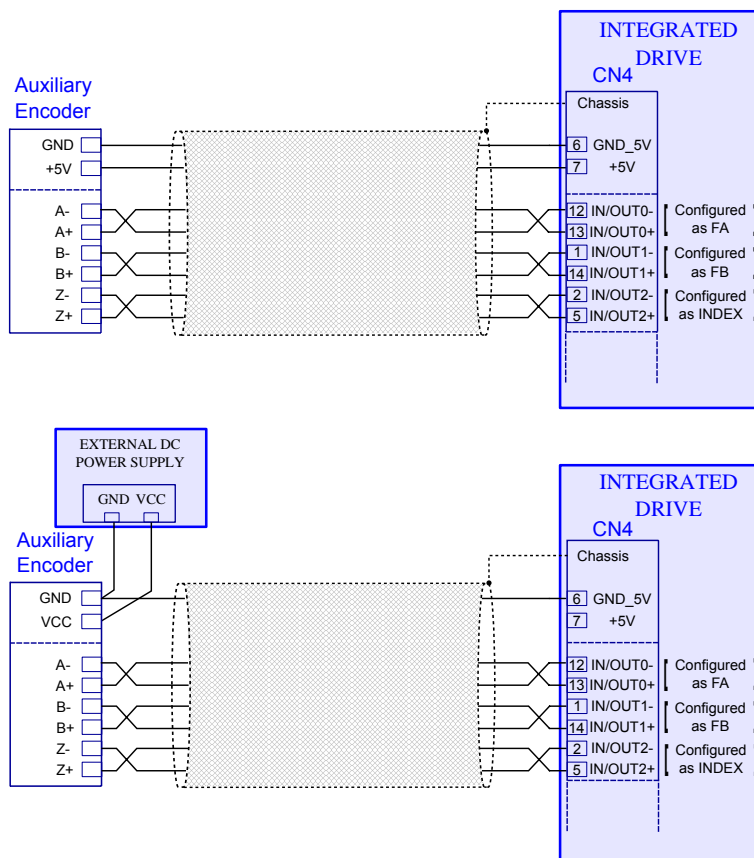 INTEGRATED
DRIVE
CN4
Auxiliary
Encoder
Chassis
GND
6 GND_5V
+5V
7 +5V
A-
12 IN/OUT0-
Configured
A+
13 IN/OUT0+
as FA
B-
1 IN/OUT1-
Configured
B+
14 IN/OUT1+
as FB
Z-
2 IN/OUT2-
Configured
Z+
5 IN/OUT2+
as INDEX
EXTERNAL DC
POWER SUPPLY
GND VCC
INTEGRATED
DRIVE
CN4
Auxiliary
Encoder
Chassis
GND
6 GND_5V
VCC
7 +5V
A-
12 IN/OUT0-
Configured
A+
13 IN/OUT0+
as FA
B-
1 IN/OUT1-
Configured
B+
14 IN/OUT1+
as FB
Z-
2 IN/OUT2-
Configured
Z+
5 IN/OUT2+
as INDEX